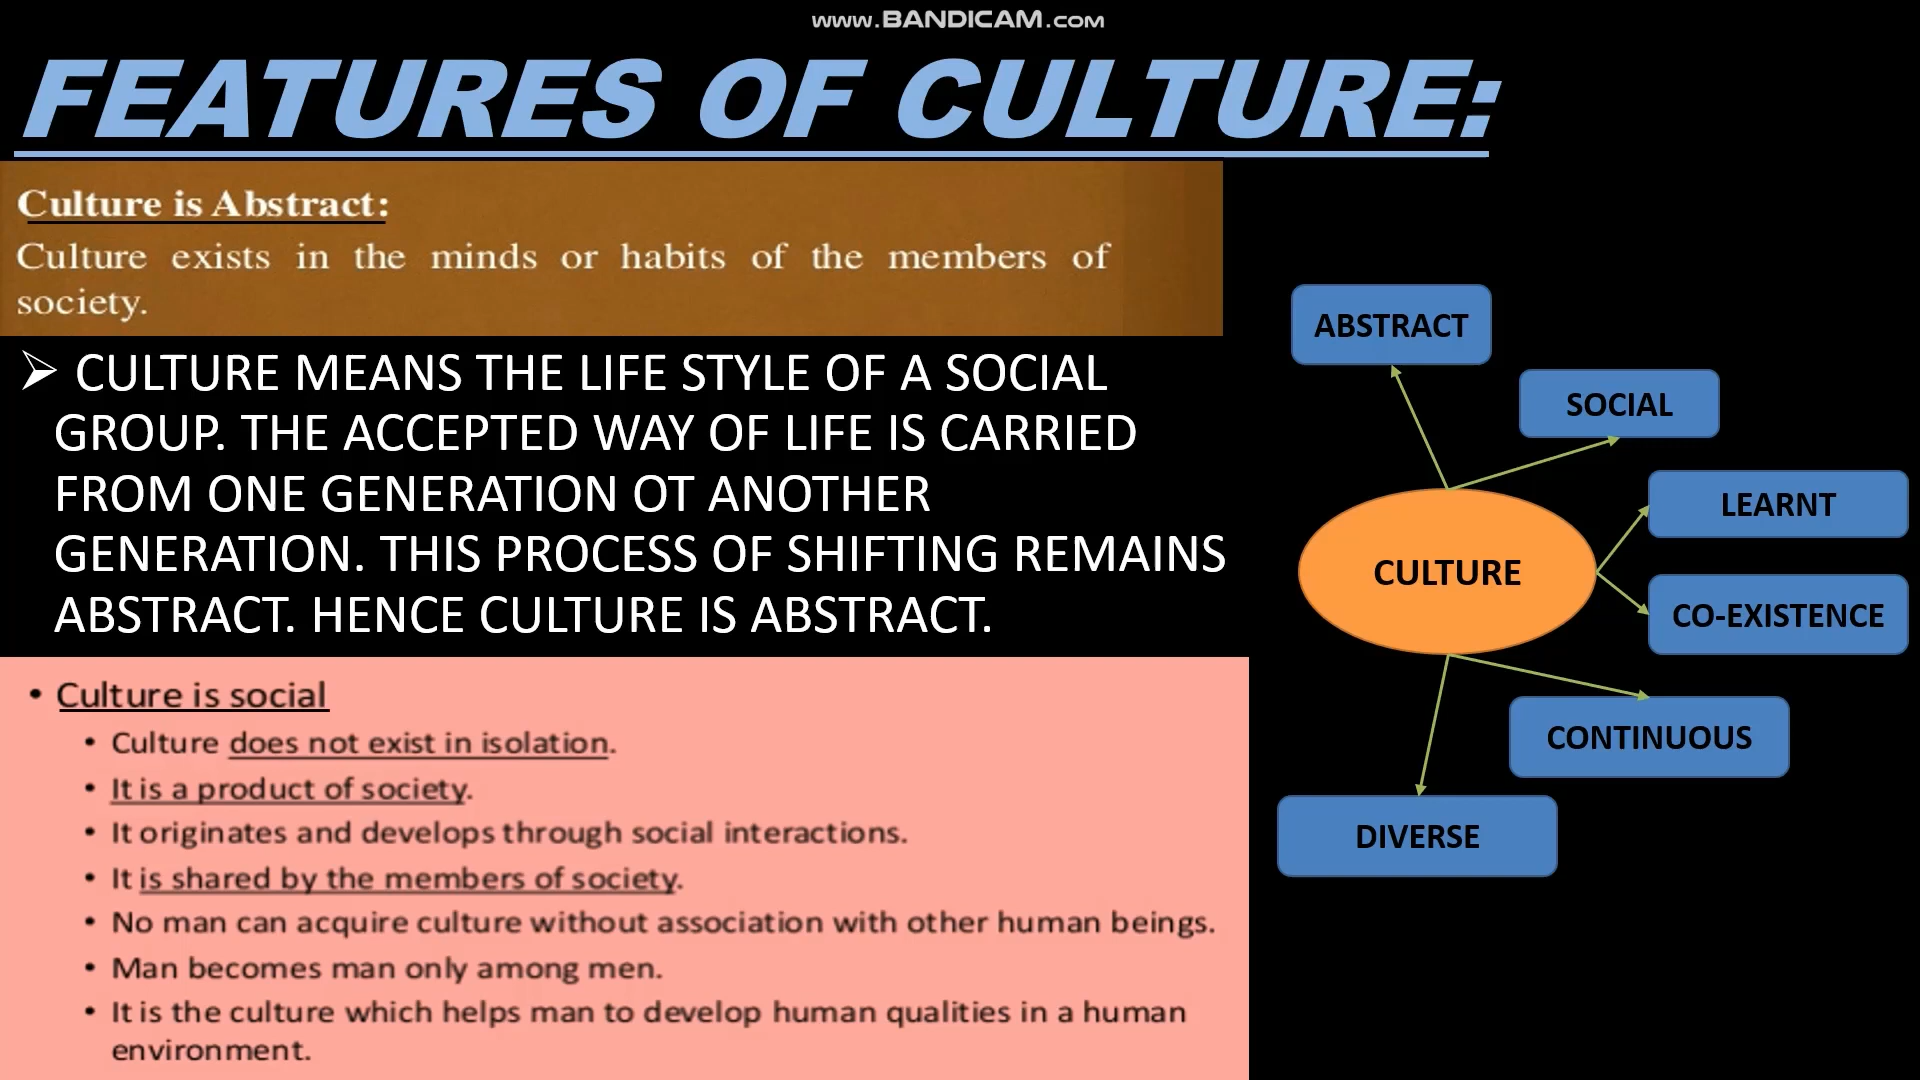 www.BANDICAM.com
FEATURES OF CULTURE:
Culture is Abstract:
Culture exists in the minds or habits of the members of
society.
➢ CULTURE MEANS THE LIFE STYLE OF A SOCIAL
GROUP. THE ACCEPTED WAY OF LIFE IS CARRIED
FROM ONE GENERATION OT ANOTHER
GENERATION. THIS PROCESS OF SHIFTING REMAINS
ABSTRACT. HENCE CULTURE IS ABSTRACT.
• Culture is social
• Culture does not exist in isolation.
• It is a product of society.
• It originates and develops through social interactions.
• It is shared by the members of society.
• No man can acquire culture without association with other human beings.
• Man becomes man only among men.
• It is the culture which helps man to develop human qualities in a human
environment.
ABSTRACT
SOCIAL
LEARNT
CULTURE
CO-EXISTENCE
CONTINUOUS
DIVERSE